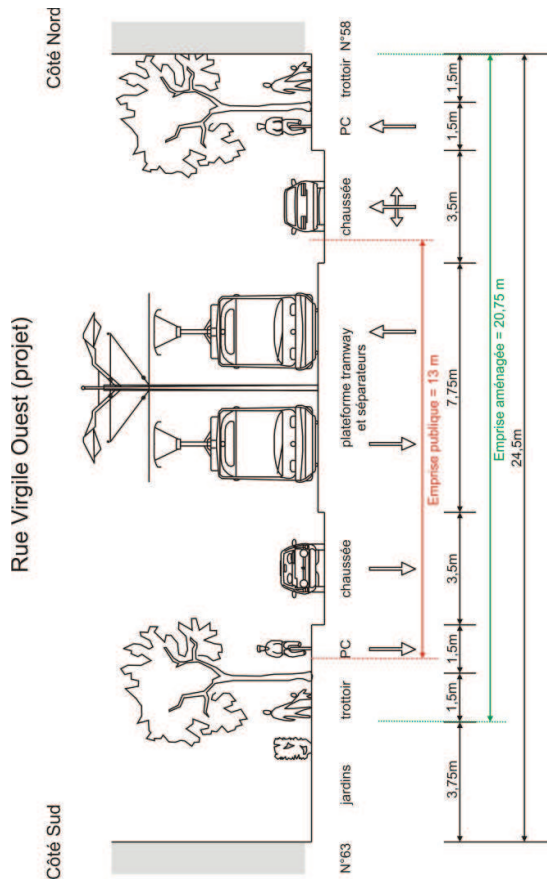 Rue Virgile Ouest (projet)
Côté Sud
Côté Nord
N°63
jardins
trottoir
PC
chaussée
plateforme tramway
et séparateurs
chaussée
PC
trottoir
N°58
Emprise publique = 13 m
3,75m
1,5m
1,5m
3,5m
7,75m
3,5m
1.5m
1,5m
Emprise aménagée = 20,75 m
24,5m